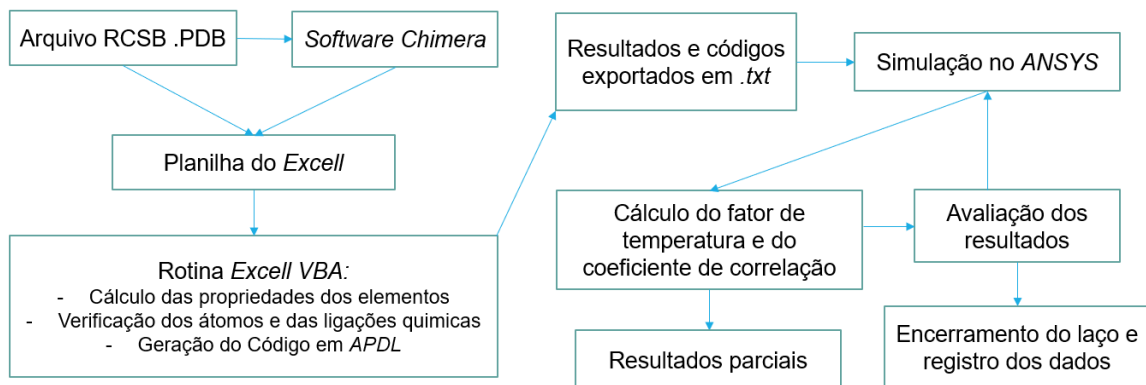 Arquivo RCSB .PDB
Software Chimera
Planilha do Excell
Rotina Excell VBA:
- Cálculo das propriedades dos elementos
- Verificação dos átomos e das ligações quimicas
- Geração do Código em APDL
Resultados e códigos
exportados em .txt
Simulação no ANSYS
Cálculo do fator de
temperatura e do
coeficiente de correlação
Avaliação dos
resultados
Resultados parciais
Encerramento do laço e
registro dos dados